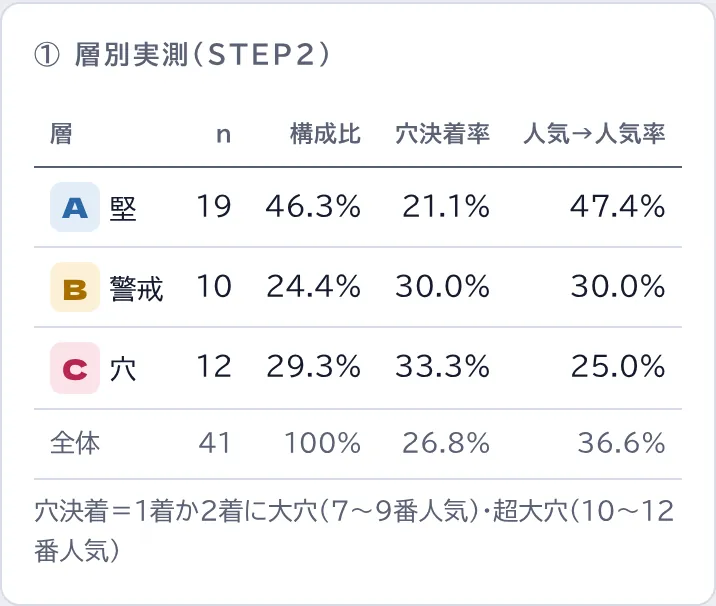 ① 層別実測(STEP2)
層 n 構成比 穴決着率 人気→人気率
A 堅 19 46.3% 21.1% 47.4%
B 警戒 10 24.4% 30.0% 30.0%
C 穴 12 29.3% 33.3% 25.0%
全体 41 100% 26.8% 36.6%
穴決着=1着か2着に大穴(7〜9番人気)・超大穴(10〜12
番人気)